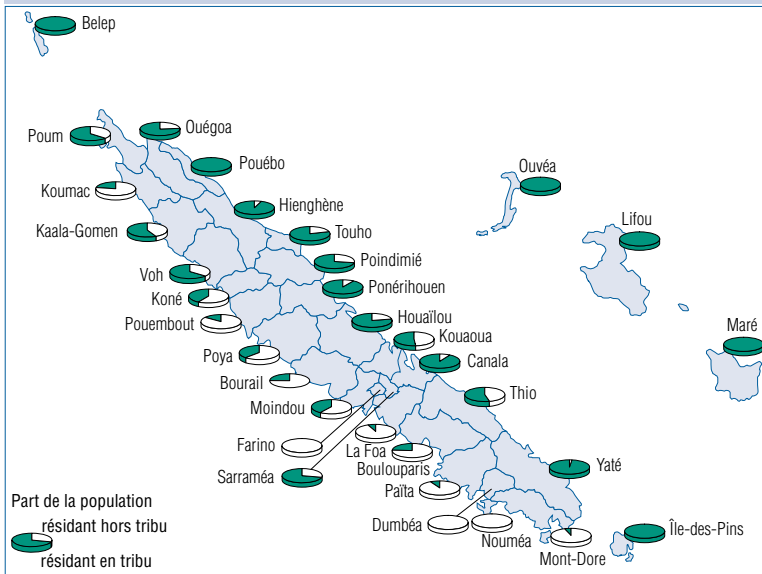 Belep
Ouégoa
Poum
Pouébo
Ouvéa
Koumac
Hienghène
Lifou
Kaala-Gomen
Touho
Poindimié
Voh
Ponérihouen
Koné
Houaïlou
Pouembout
Kouaoua
Maré
Poya
Canala
Bourail
Thio
Moindou
Farino
La Foa
Boulouparis
Sarraméa
Yaté
Païta
Dumbéa
Nouméa
Île-des-Pins
Mont-Dore
Part de la population
résidant hors tribu
résidant en tribu